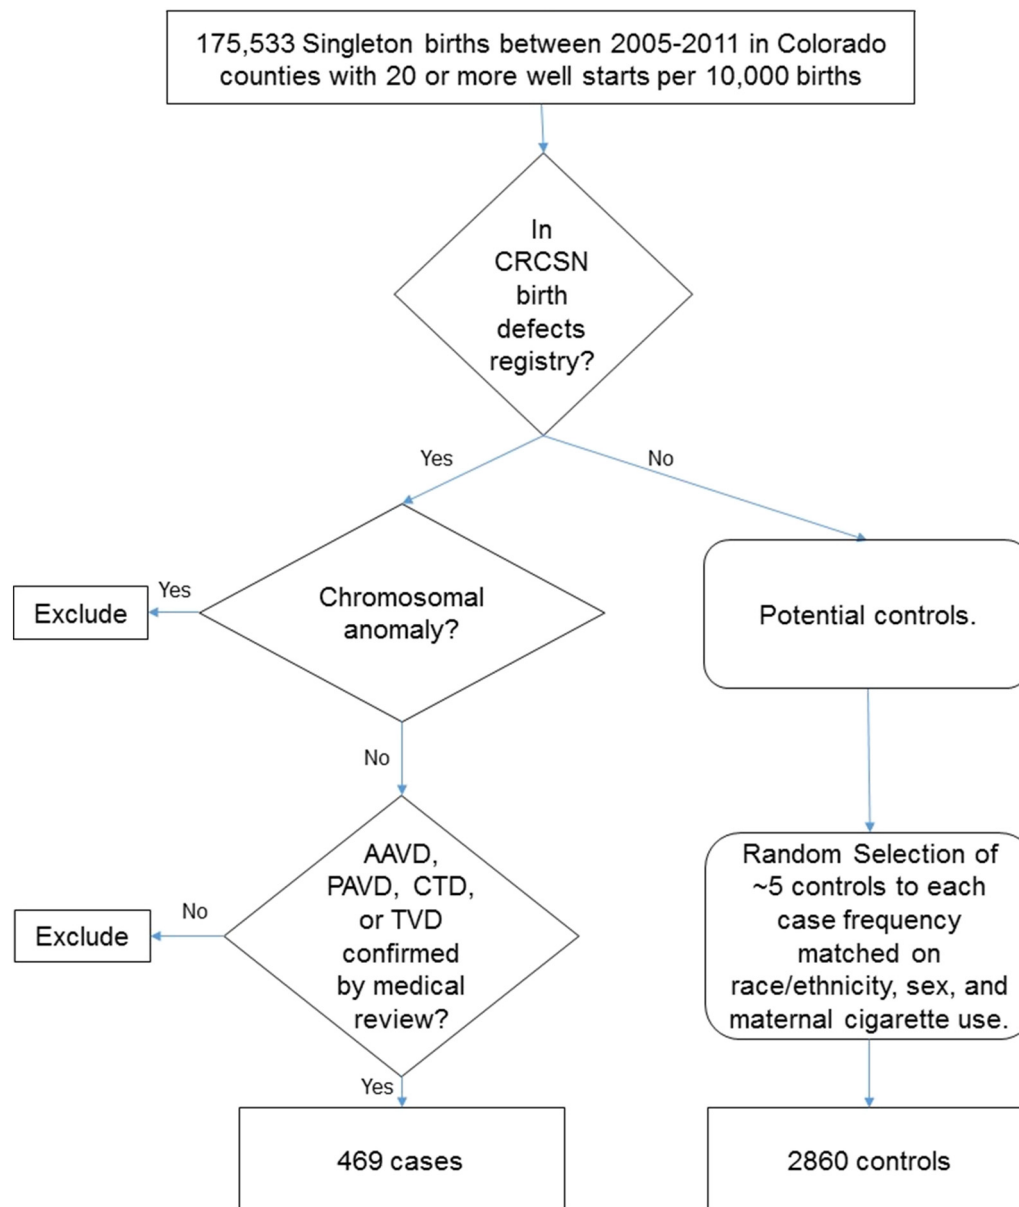 175,533 Singleton births between 2005-2011 in Colorado
counties with 20 or more well starts per 10,000 births
In
CRCSN
birth
defects
registry?
Yes
No
Yes
Exclude
Chromosomal
anomaly?
Potential controls.
No
AAVD,
PAVD, CTD,
or TVD
confirmed
by medical
review?
No
Exclude
Random Selection of
~5 controls to each
case frequency
matched on
race/ethnicity, sex, and
maternal cigarette use.
Yes
469 cases
2860 controls